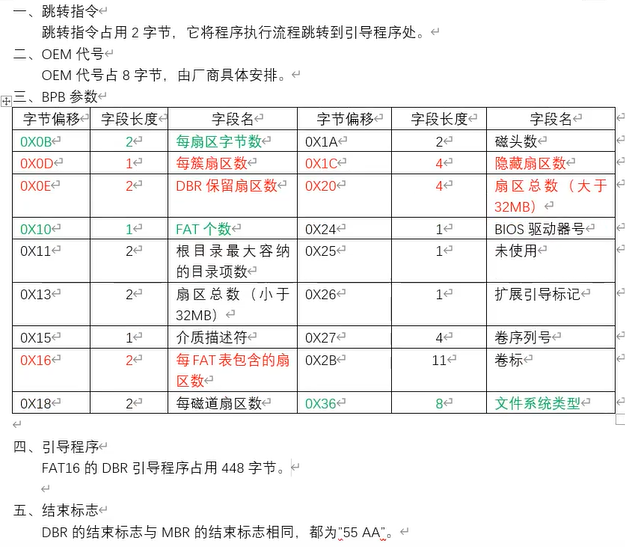 一、跳转指令
跳转指令占用 2 字节，它将程序执行流程跳转到引导程序处。
二、OEM 代号
OEM 代号占 8 字节，由厂商具体安排。
三、BPB 参数
字节偏移 字段长度 字段名 字节偏移 字段长度 字段名
0X0B 2 每扇区字节数 0X1A 2 磁头数
0X0D 1 每簇扇区数 0X1C 4 隐藏扇区数
0X0E 2 DBR 保留扇区数 0X20 4 扇区总数（大于
32MB）
0X10 1 FAT 个数 0X24 1 BIOS 驱动器号
0X11 2 根目录最大容纳 0X25 1 未使用
的目录项数
0X13 2 扇区总数（小于 0X26 1 扩展引导标记
32MB）
0X15 1 介质描述符 0X27 4 卷序列号
0X16 2 每 FAT 表包含的扇 0X2B 11 卷标
区数
0X18 2 每磁道扇区数 0X36 8 文件系统类型
四、引导程序
FAT16 的 DBR 引导程序占用 448 字节。
五、结束标志
DBR 的结束标志与 MBR 的结束标志相同，都为"55 AA"。